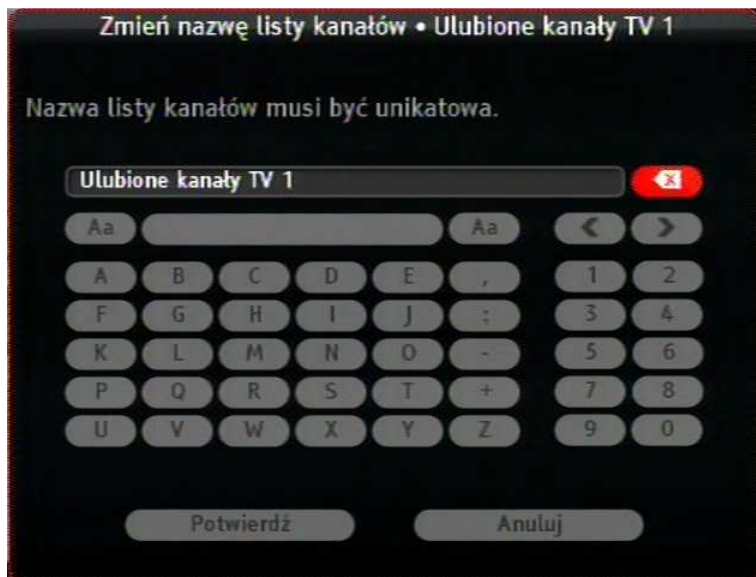 Zmień nazwę listy kanałów • Ulubione kanały TV 1
Nazwa listy kanałów musi być unikatowa.
Ulubione kanały TV 1
Aa Aa < >
A B C D E , 1 2
F G H I J : 3 4
K L M N O - 5 6
P Q R S T + 7 8
U V W X Y Z 9 0
Potwierdź Anuluj